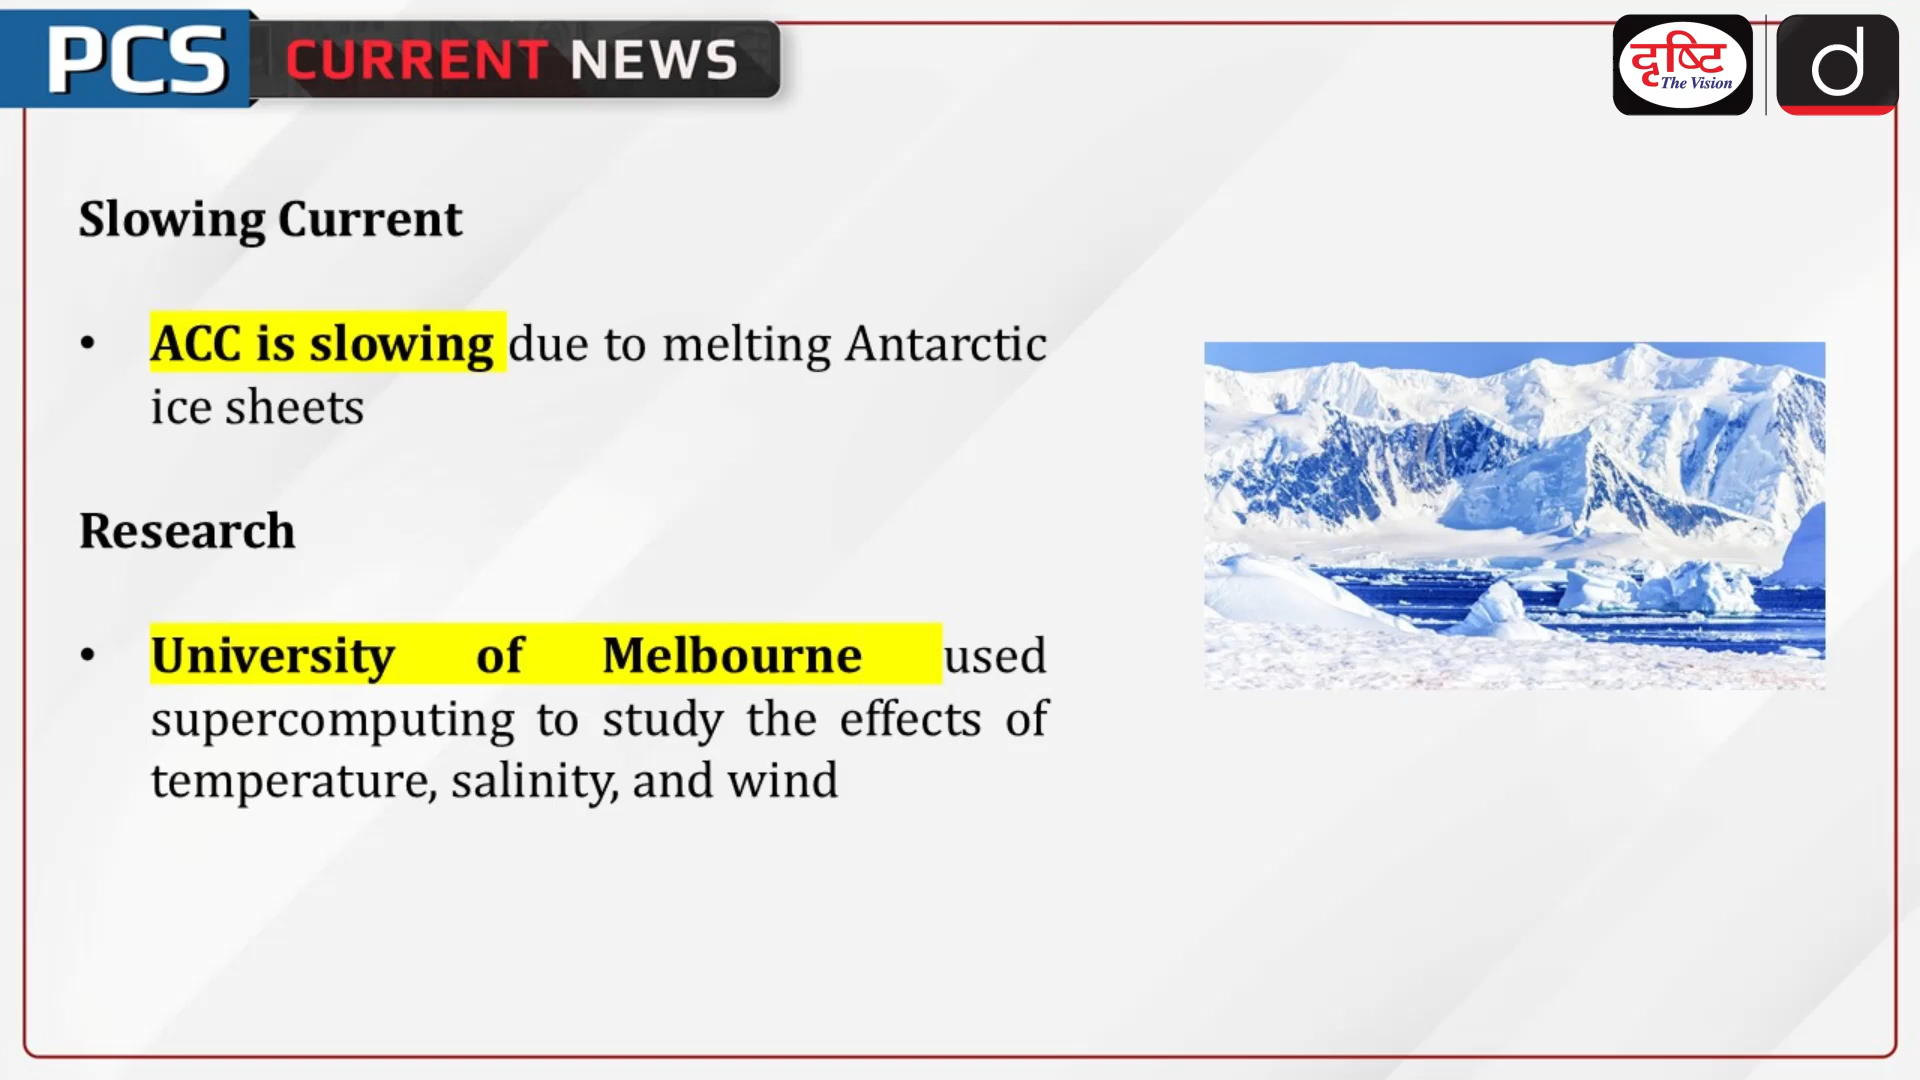 PCS CURRENT NEWS
दृष्टि
The Vision
d
Slowing Current
• ACC is slowing due to melting Antarctic
ice sheets
Research
• University of Melbourne used
supercomputing to study the effects of
temperature, salinity, and wind